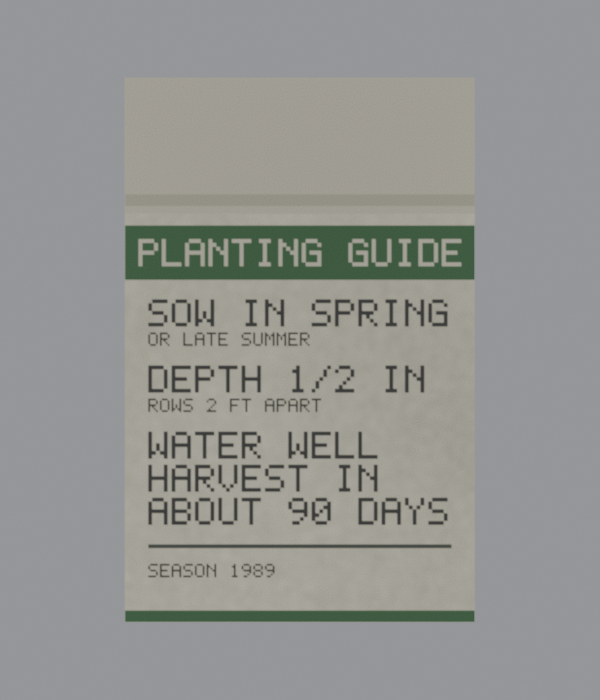 PLANTING GUIDE
SOW IN SPRING
OR LATE SUMMER
DEPTH 1/2 IN
ROWS 2 FT APART
WATER WELL
HARVEST IN
ABOUT 90 DAYS
SEASON 1989